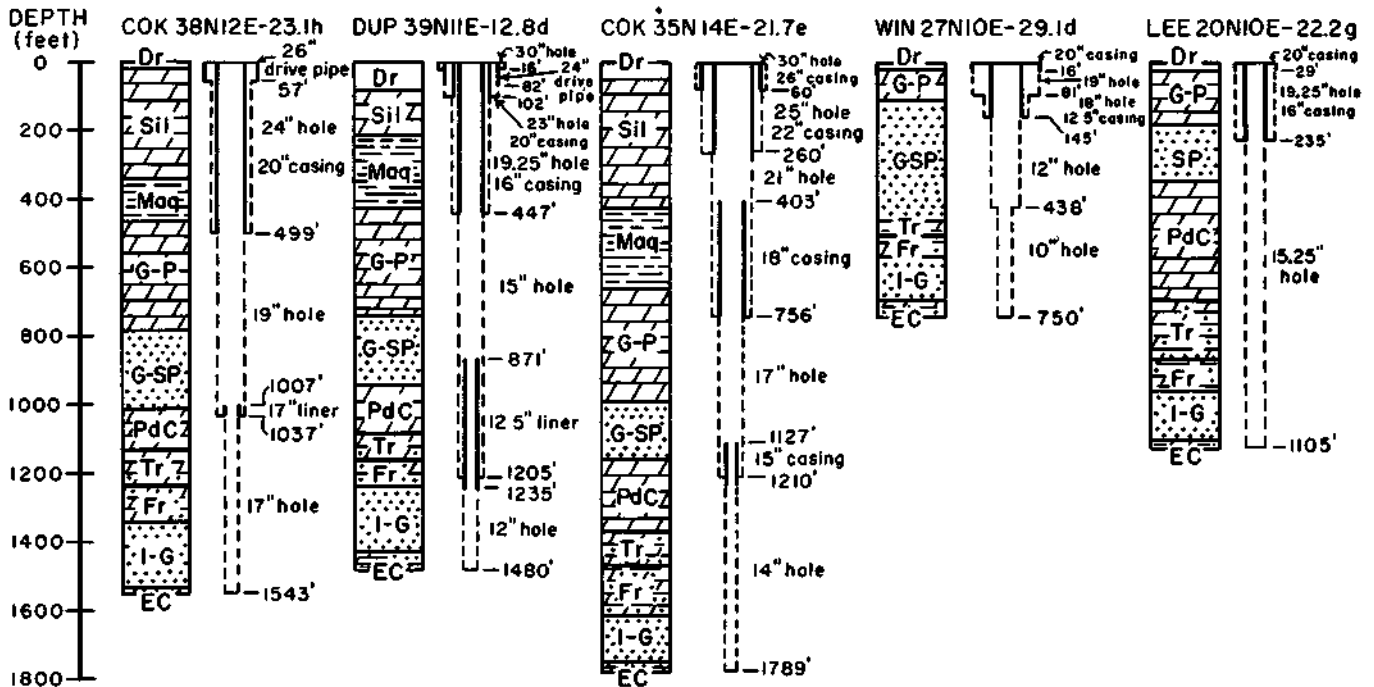 DEPTH
(feet)
0
200
400
600
800
1000
1200
1400
1600
1800
COK 38N12E-23.1h
Dr
Sil
Maq
G-P
G-SP
PdC
Tr
Fr
I-G
EC
26"
drive pipe
57'
24" hole
20" casing
499'
19" hole
1007'
17" liner
1037'
17" hole
1543'
DUP 39N11E-12.8d
Dr
Sil
Maq
G-P
G-SP
PdC
Tr
Fr
I-G
EC
30" hole
16'
24"
drive
pipe
82'
102'
23" hole
20" casing
19.25" hole
16" casing
447'
15" hole
871'
12 5" liner
1205'
1235'
12" hole
1480'
COK 35N14E-21.7e
Dr
Sil
Maq
G-P
G-SP
PdC
Tr
Fr
I-G
EC
30" hole
26" casing
60'
25" hole
22" casing
260'
21" hole
403'
18" casing
756'
17" hole
1127'
15" casing
1210'
14" hole
1789'
WIN 27N10E-29.1d
Dr
G-P
GSP
Tr
Fr
I-G
EC
20" casing
16'
19" hole
81'
18" hole
12 5" casing
145'
12" hole
438'
10" hole
750'
LEE 20N10E-22.2g
Dr
G-P
SP
PdC
Tr
Fr
I-G
EC
20" casing
29'
19.25" hole
16" casing
235'
15.25"
hole
1105'